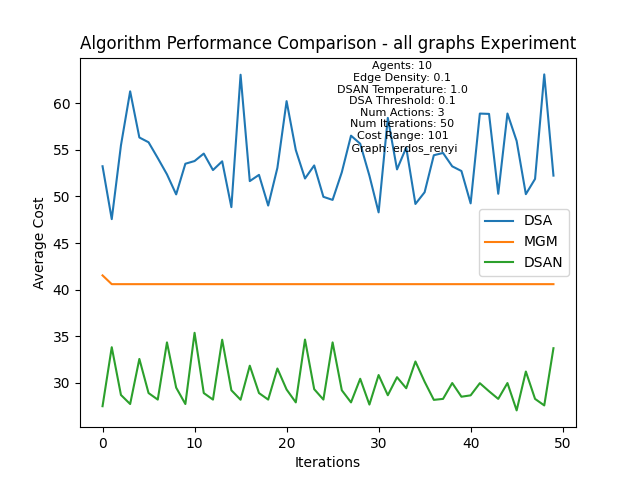 Algorithm Performance Comparison - all graphs Experiment
Agents: 10
Edge Density: 0.1
DSAN Temperature: 1.0
DSA Threshold: 0.1
Num Actions: 3
Num Iterations: 50
Cost Range: 101
Graph: erdos_renyi
60
55
50
45
40
35
30
Average Cost
DSA
MGM
DSAN
0
10
20
30
40
50
Iterations